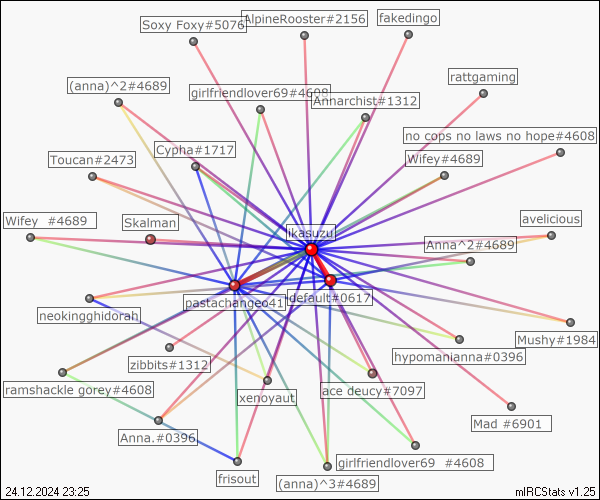 Soxy Foxy#5076
AlpineRooster#2156
fakedingo
rattgaming
(anna)^2#4689
girlfriendlover69#4608
Annarchist#1312
no cops no laws no hope#4608
Cypha#1717
Toucan#2473
Wifey#4689
Wifey  #4689
Skalman
likasuzu
avelicious
Anna^2#4689
pastachangeo41
default#0617
neokingghidorah
Mushy#1984
zibbits#1312
hypomanianna#0396
ramshackle gorey#4608
xenoyaut
ace deucy#7097
Mad #6901
Anna.#0396
frisout
(anna)^3#4689
girlfriendlover69  #4608
24.12.2024 23:25
mIRCStats v1.25